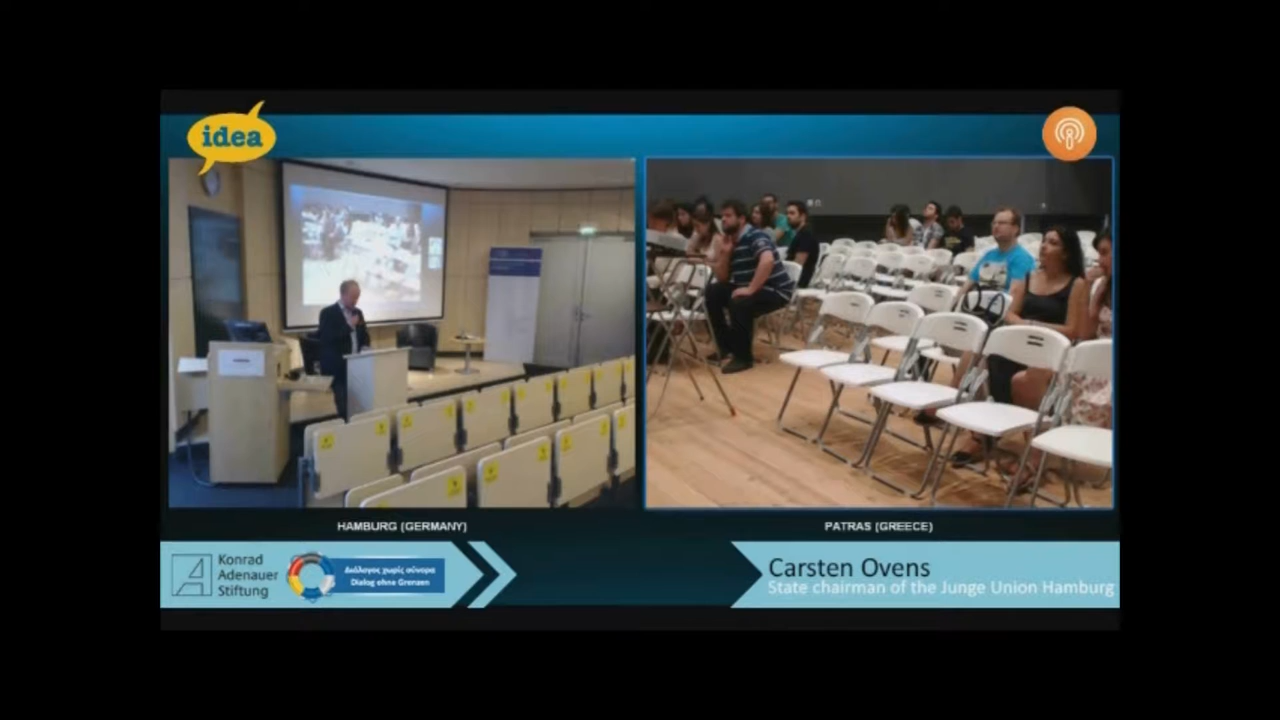 idea
HAMBURG (GERMANY)
PATRAS (GREECE)
Konrad
Adenauer
Stiftung
Διάλογος χωρίς σύνορα
Dialog ohne Grenzen
Carsten Ovens
State chairman of the Junge Union Hamburg